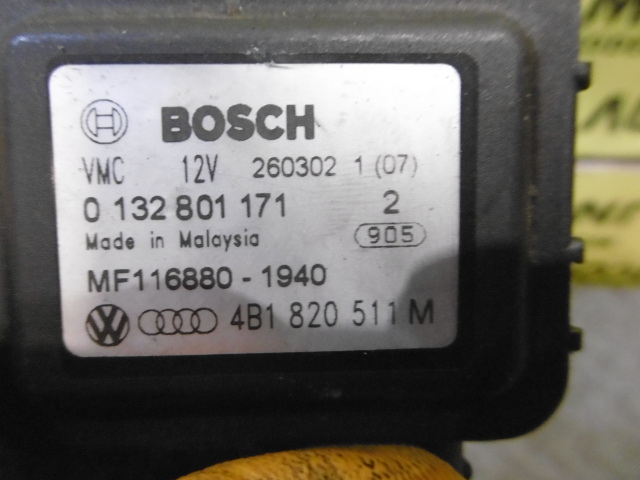 BOSCH
VMC 12V 260302 1 (07)
0 132 801 171 2
Made in Malaysia 905
MF116880 - 1940
4B1 820 511 M